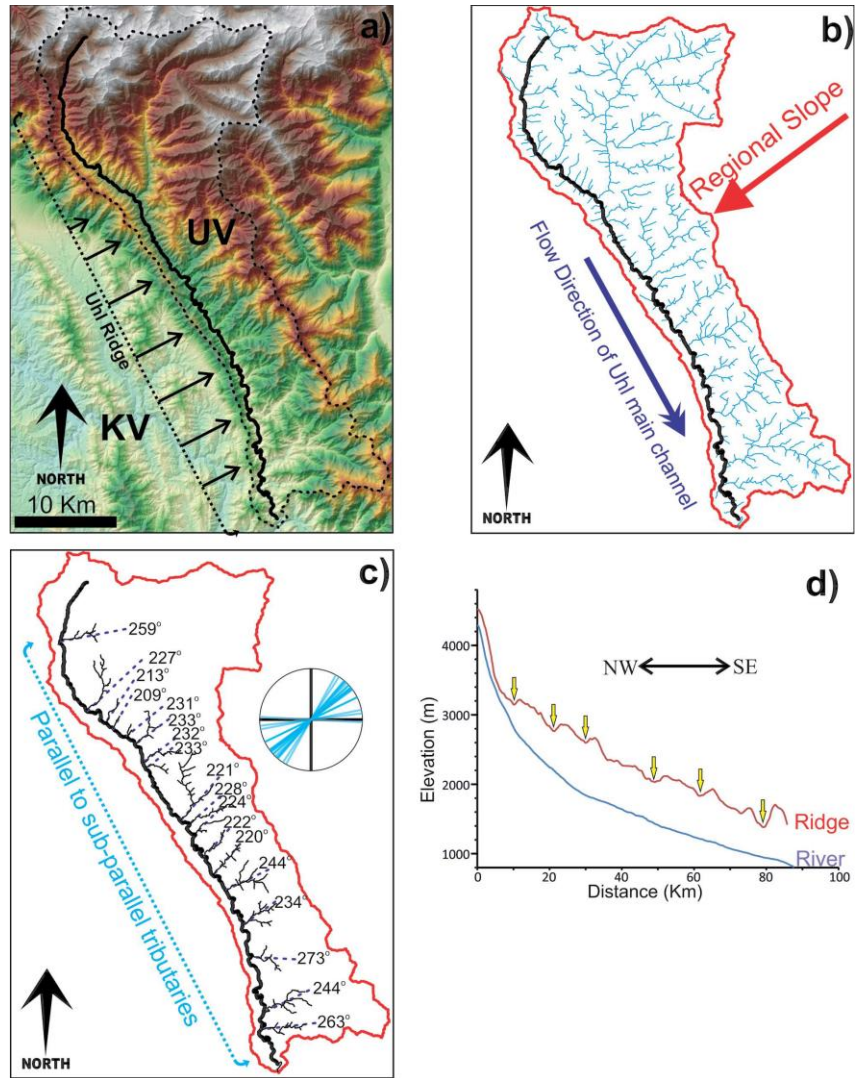 a)
UV
Uhl Ridge
KV
NORTH
10 Km
b)
Regional Slope
Flow Direction of Uhl main channel
NORTH
c)
259°
227°
213°
209°
231°
233°
232°
233°
221°
228°
224°
222°
220°
244°
234°
273°
244°
263°
Parallel to sub-parallel tributaries
NORTH
d)
NW
SE
Elevation (m)
4000
3000
2000
1000
Ridge
River
0
20
40
60
80
100
Distance (Km)